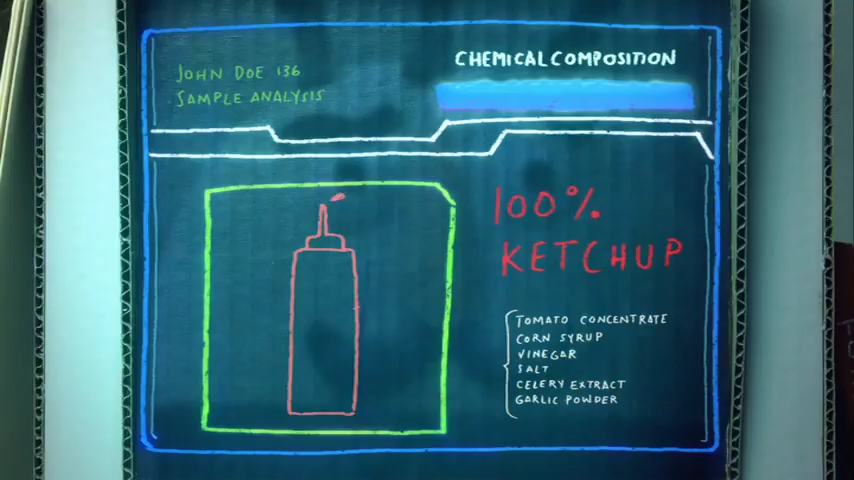 JOHN DOE 136
SAMPLE ANALYSIS
CHEMICAL COMPOSITION
100%
KETCHUP
TOMATO CONCENTRATE
CORN SYRUP
VINEGAR
SALT
CELERY EXTRACT
GARLIC POWDER